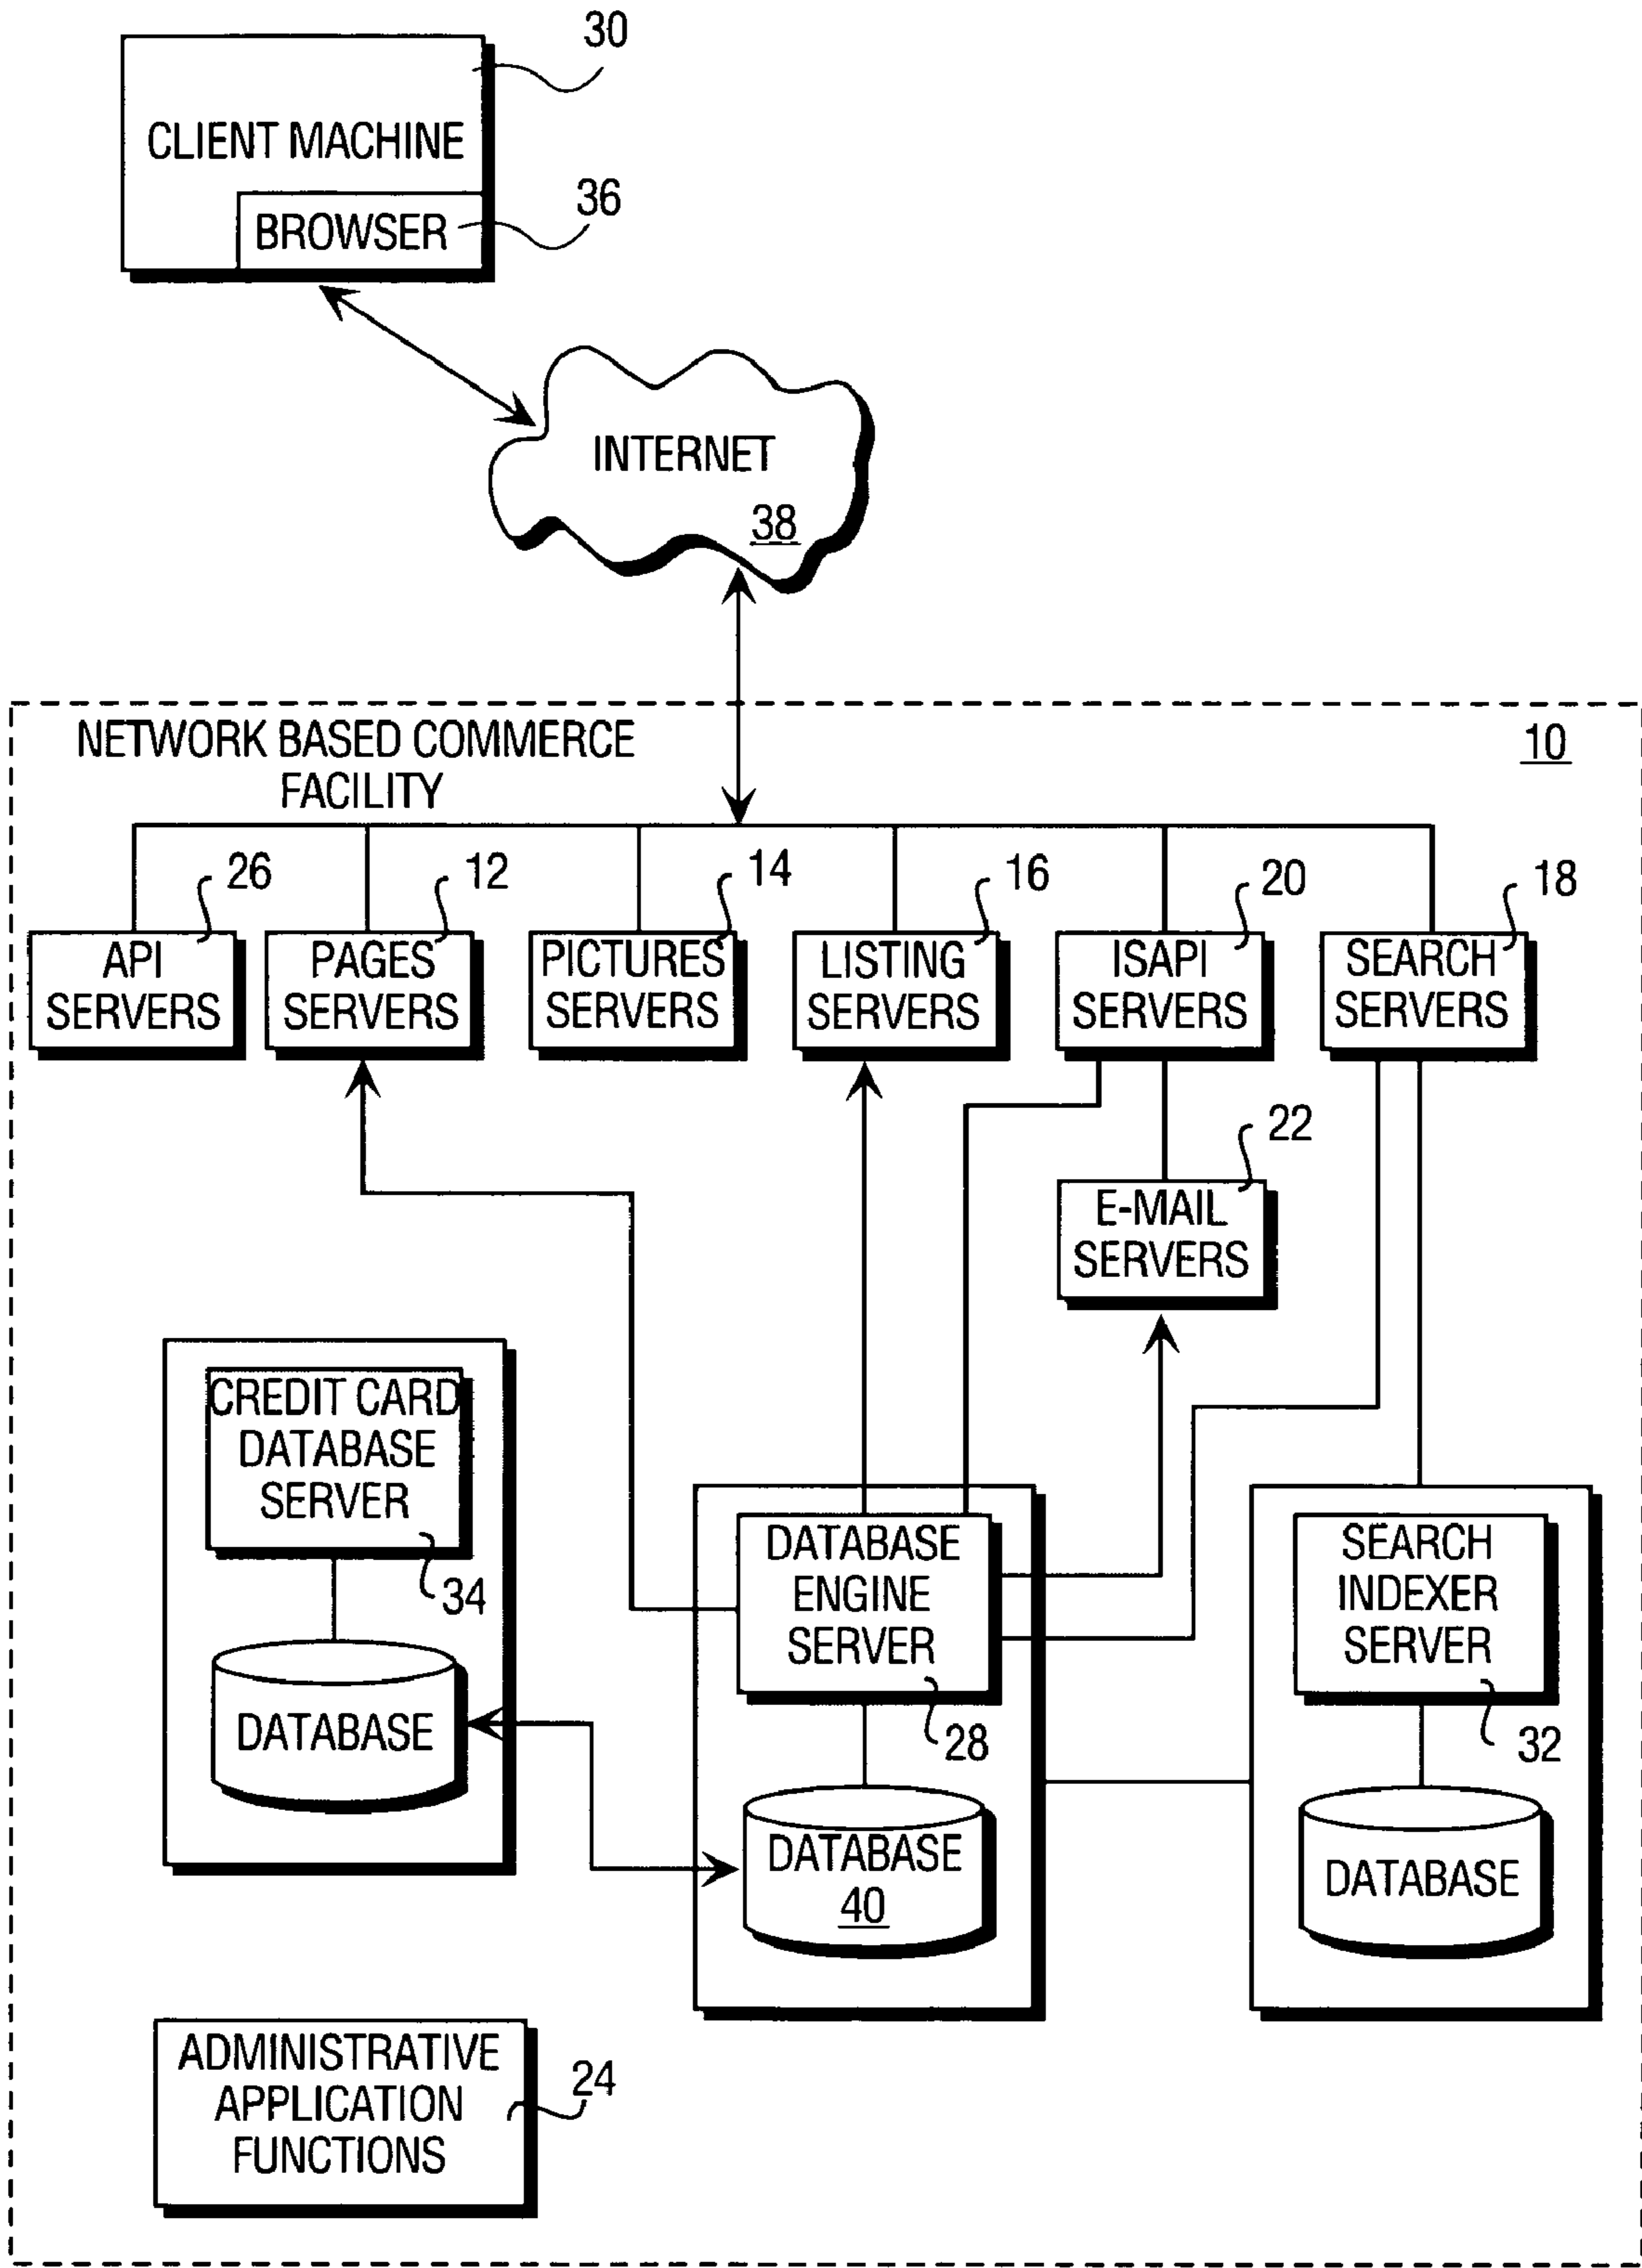 30
CLIENT MACHINE
36
BROWSER
INTERNET
38
NETWORK BASED COMMERCE
FACILITY
10
26
12
14
16
20
18
API
SERVERS
PAGES
SERVERS
PICTURES
SERVERS
LISTING
SERVERS
ISAPI
SERVERS
SEARCH
SERVERS
22
E-MAIL
SERVERS
CREDIT CARD
DATABASE
SERVER
34
DATABASE
DATABASE
ENGINE
SERVER
28
DATABASE
40
SEARCH
INDEXER
SERVER
32
DATABASE
ADMINISTRATIVE
APPLICATION
FUNCTIONS
24